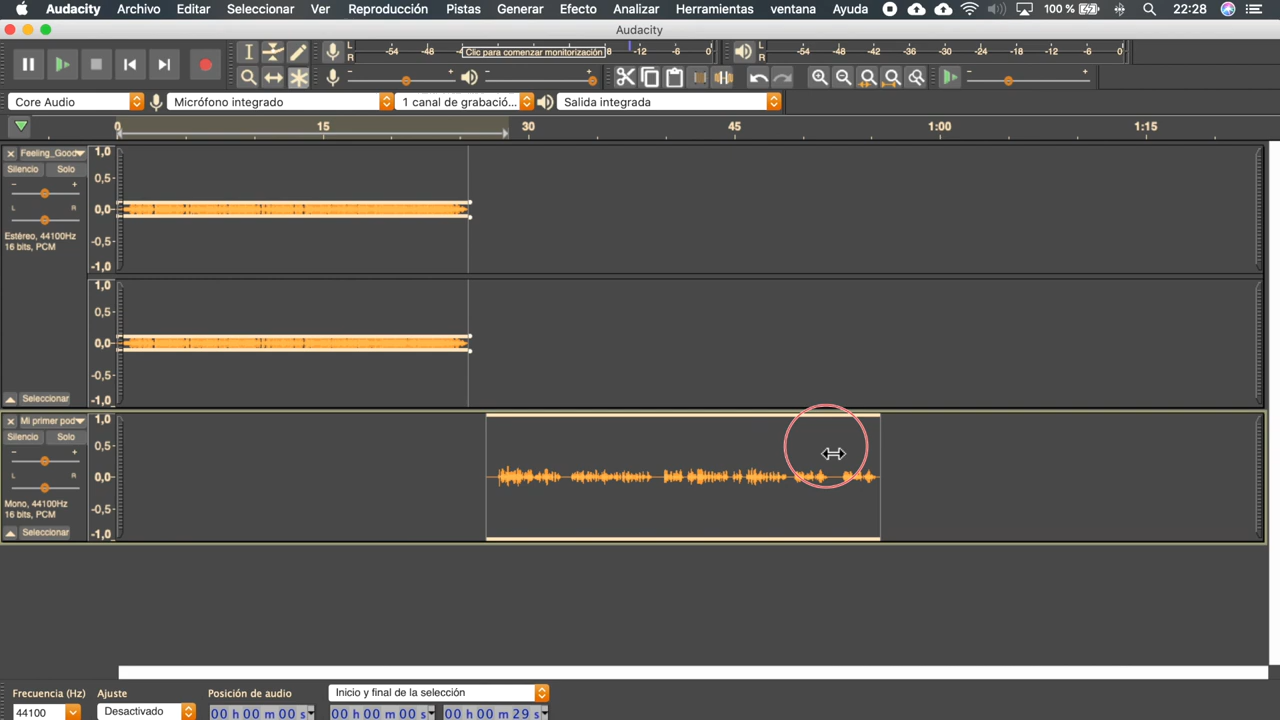 Audacity Archivo Editar Seleccionar Ver Reproducción Pistas Generar Efecto Analizar Herramientas ventana Ayuda 100 % 22:28
Audacity
L R -54 -48 Clic para comenzar monitorización 8 -12 -6 0 L R -54 -48 -42 -36 -30 -24 -18 -12 -6 0
Core Audio Micrófono integrado 1 canal de grabació... Salida integrada
0 15 30 45 1:00 1:15
Feeling_Good
Silencio Solo
- +
L R
Estéreo, 44100Hz
16 bits, PCM
Seleccionar
1,0
0,5-
0,0-
-0,5-
-1,0
1,0
0,5-
0,0-
-0,5-
-1,0
Mi primer pod
Silencio Solo
- +
L R
Mono, 44100Hz
16 bits, PCM
Seleccionar
1,0
0,5-
0,0-
-0,5-
-1,0
Frecuencia (Hz) Ajuste Posición de audio Inicio y final de la selección
44100 Desactivado 00 h 00 m 00 s 00 h 00 m 00 s 00 h 00 m 29 s